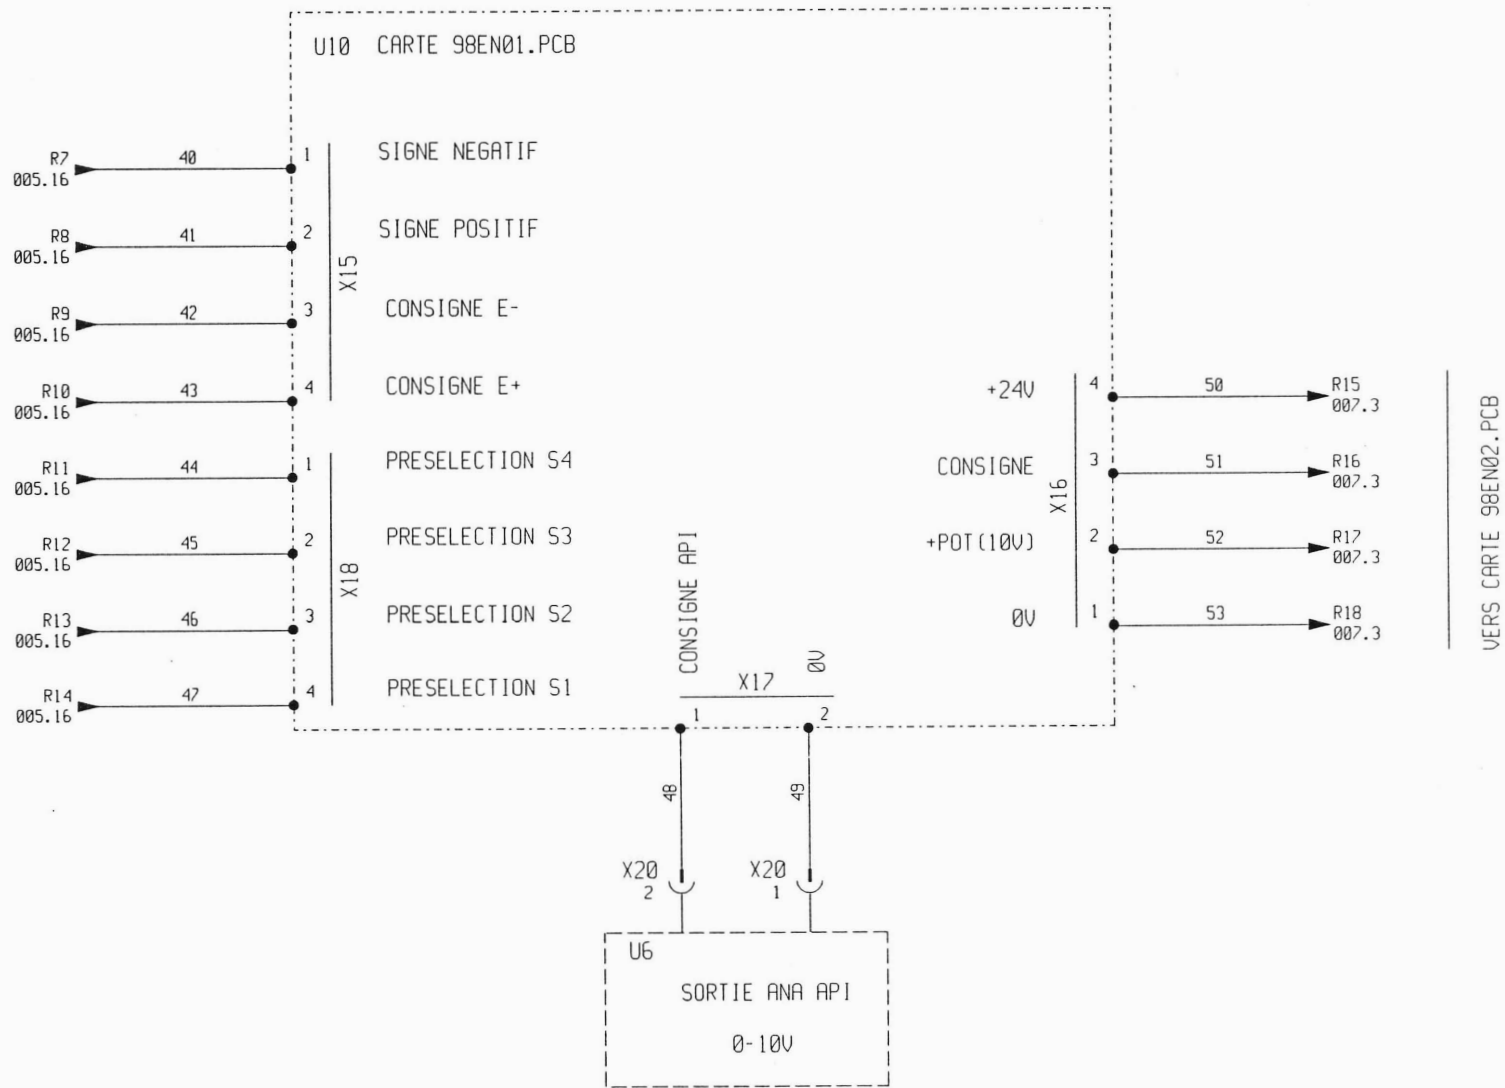 U10 CARTE 98EN01.PCB
R7 40 1 SIGNE NEGATIF
005.16
R8 41 2 SIGNE POSITIF
005.16
X15
R9 42 3 CONSIGNE E-
005.16
R10 43 4 CONSIGNE E+
005.16
R11 44 1 PRESELECTION S4
005.16
R12 45 2 PRESELECTION S3
005.16
X18
R13 46 3 PRESELECTION S2
005.16
R14 47 4 PRESELECTION S1
005.16
+24V 4 50 R15
007.3
CONSIGNE 3 51 R16
007.3
X16
+POT(10V) 2 52 R17
007.3
0V 1 53 R18
007.3
VERS CARTE 98EN02.PCB
CONSIGNE API
0V
X17
1 2
48 49
X20 X20
2 1
U6
SORTIE ANA API
0-10V